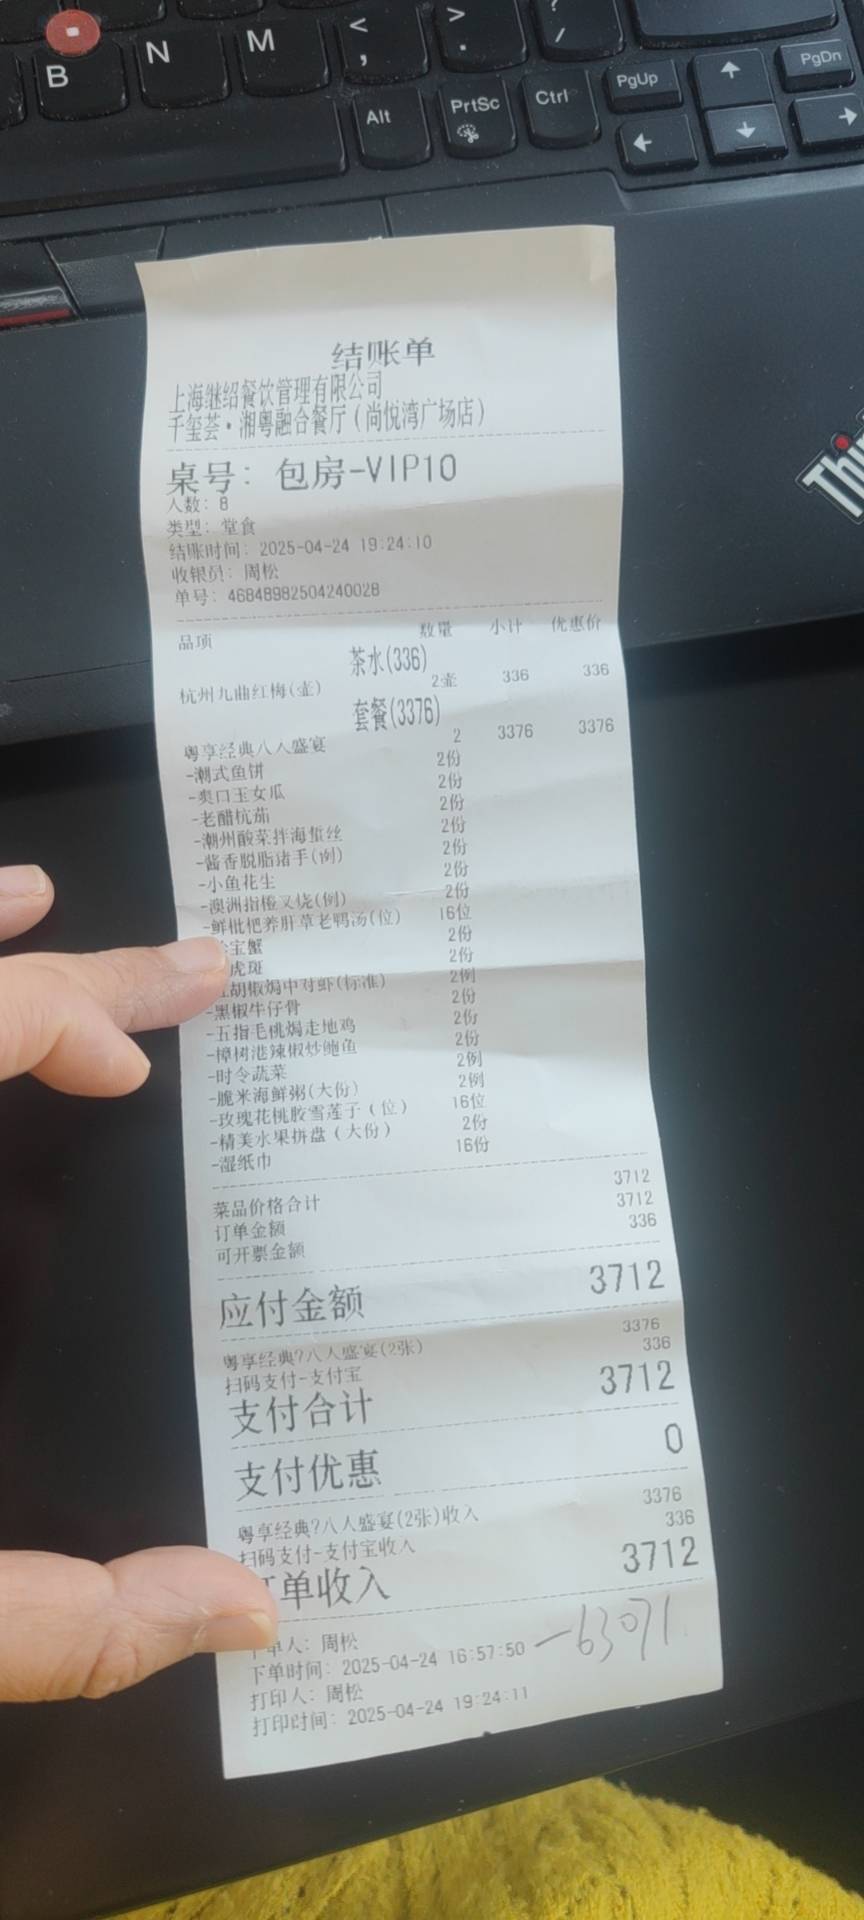 B N M < , > . ? /
Alt PrtSc Ctrl PgUp PgDn
结账单
上海继绍餐饮管理有限公司
千玺荟·湘粤融合餐厅(尚悦湾广场店)
桌号: 包房-VIP10
人数: 8
类型: 堂食
结账时间: 2025-04-24 19:24:10
收银员: 周松
单号: 46848982504240028
品项 数量 小计 优惠价
茶水(336)
杭州九曲红梅(壶) 2壶 336 336
套餐(3376)
粤享经典八人盛宴 2 3376 3376
-潮式鱼饼 2份
-爽口玉女瓜 2份
-老醋杭茄 2份
-潮州酸菜拌海蜇丝 2份
-酱香脱脂猪手(例) 2份
-小鱼花生 2份
-澳洲指橙叉烧(例) 2份
-鲜枇杷养肝草老鸭汤(位) 16位
宝蟹 2份
虎斑 2份
胡椒焗中对虾(标准) 2例
-黑椒牛仔骨 2份
-五指毛桃焗走地鸡 2份
-樟树港辣椒炒鲍鱼 2份
-时令蔬菜 2例
-脆米海鲜粥(大份) 2例
-玫瑰花桃胶雪莲子(位) 16位
-精美水果拼盘(大份) 2份
-湿纸巾 16份
菜品价格合计 3712
订单金额 3712
可开票金额 336
应付金额 3712
粤享经典?八人盛宴(2张) 3376
扫码支付-支付宝 336
支付合计 3712
支付优惠 0
粤享经典?八人盛宴(2张)收入 3376
扫码支付-支付宝收入 336
单收入 3712
单人: 周松
下单时间: 2025-04-24 16:57:50
-63071
打印人: 周松
打印时间: 2025-04-24 19:24:11